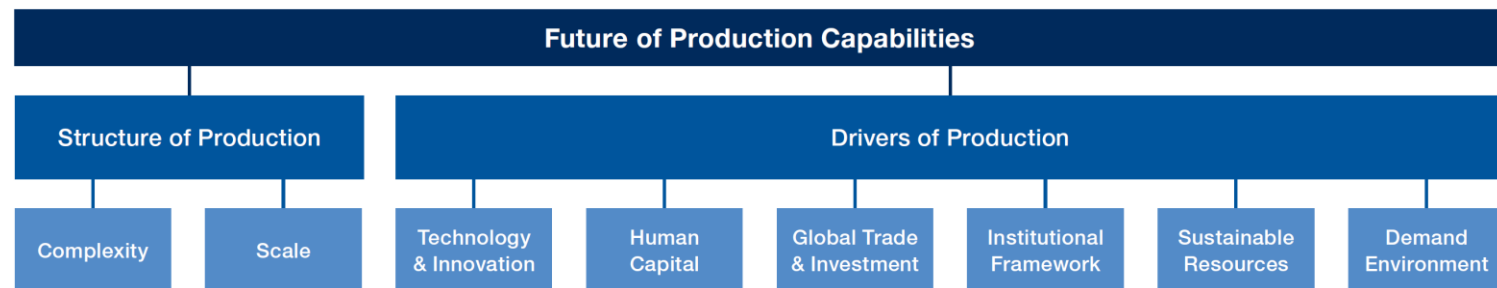 Future of Production Capabilities
Structure of Production
Drivers of Production
Complexity
Scale
Technology
& Innovation
Human
Capital
Global Trade
& Investment
Institutional
Framework
Sustainable
Resources
Demand
Environment